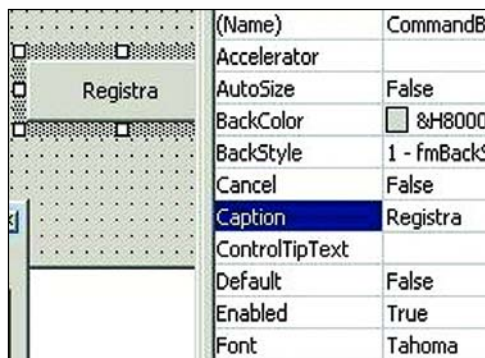 Registra
(Name) CommandB
Accelerator
AutoSize False
BackColor &H8000
BackStyle 1 - fmBackS
Cancel False
Caption Registra
ControlTipText
Default False
Enabled True
Font Tahoma